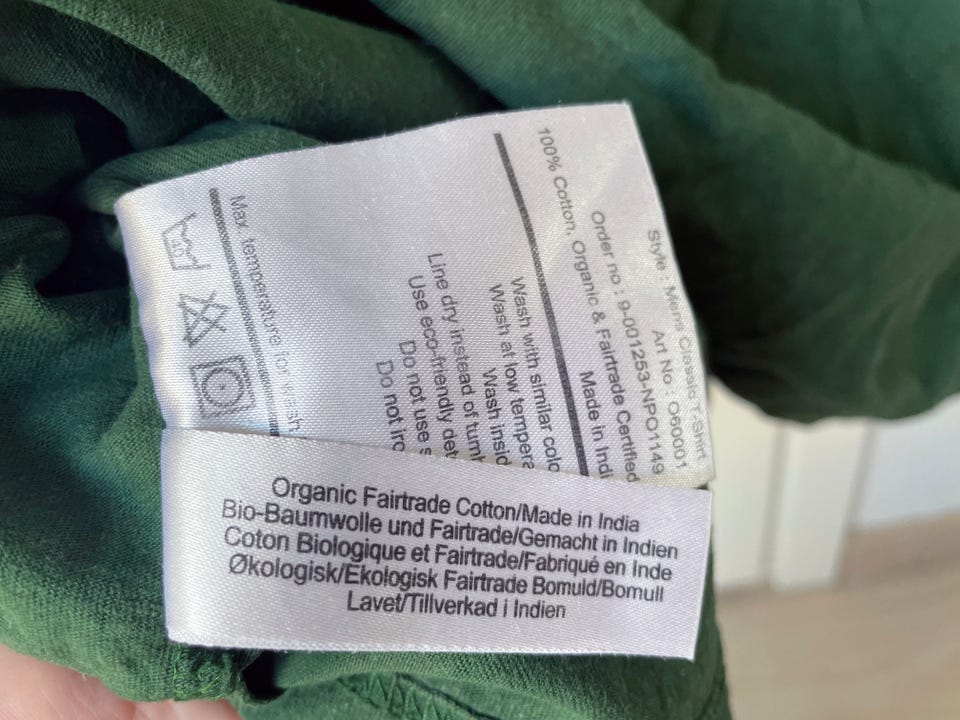 Style : Mens Classic T-Shirt
Art No : O60001
Order no : 9-001253-NPO1149
100% Cotton, Organic & Fairtrade Certified
Made in Indi
Wash with similar colo
Wash at low tempera
Wash insid
Line dry instead of tumb
Use eco-friendly det
Do not use s
Do not iro
Max temperature for wash
Organic Fairtrade Cotton/Made in India
Bio-Baumwolle und Fairtrade/Gemacht in Indien
Coton Biologique et Fairtrade/Fabriqué en Inde
Økologisk/Ekologisk Fairtrade Bomuld/Bomull
Lavet/Tillverkad i Indien